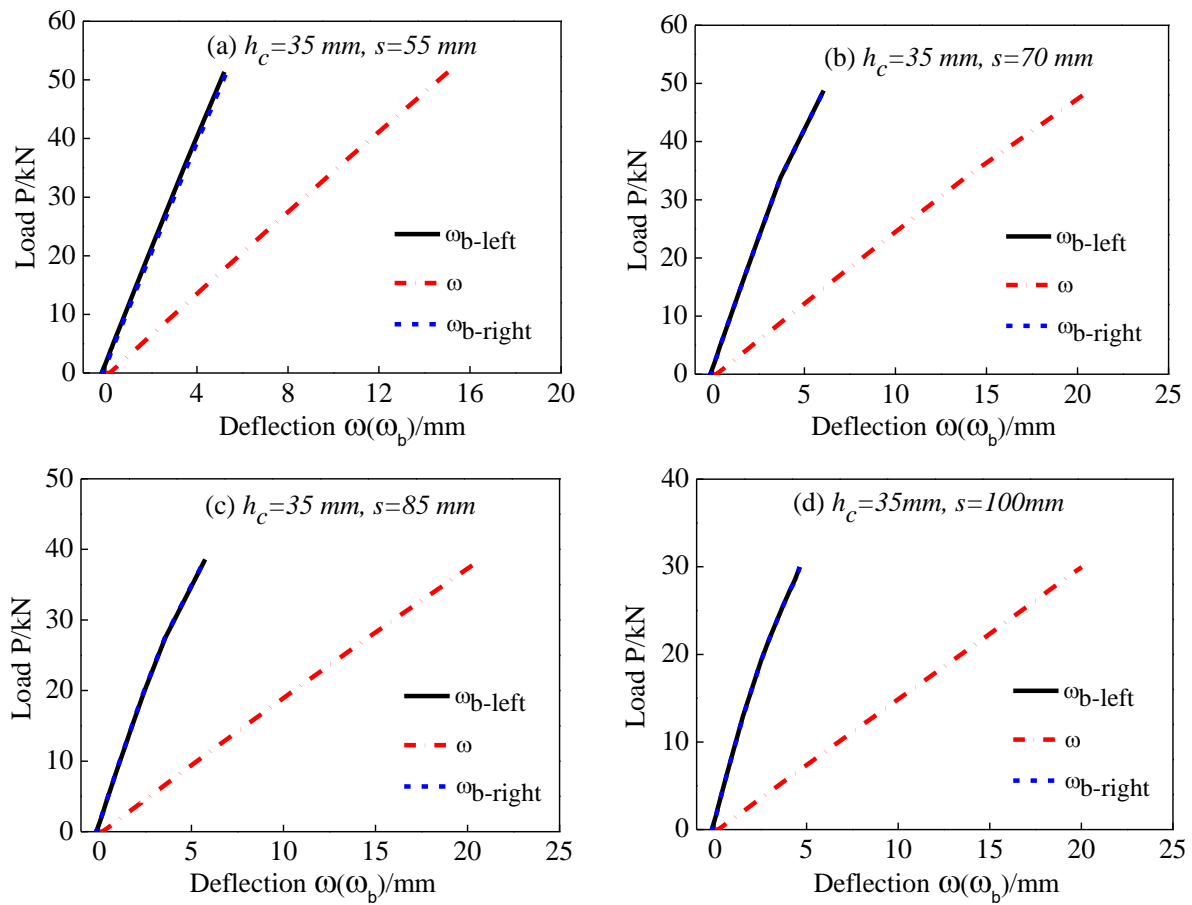 (a) h_c=35 mm, s=55 mm
Load P/kN
60
50
40
30
20
10
0
ω_b-left
ω
ω_b-right
0 4 8 12 16 20
Deflection ω(ω_b)/mm
(b) h_c=35 mm, s=70 mm
Load P/kN
60
50
40
30
20
10
0
ω_b-left
ω
ω_b-right
0 5 10 15 20 25
Deflection ω(ω_b)/mm
(c) h_c=35 mm, s=85 mm
Load P/kN
50
40
30
20
10
0
ω_b-left
ω
ω_b-right
0 5 10 15 20 25
Deflection ω(ω_b)/mm
(d) h_c=35mm, s=100mm
Load P/kN
40
30
20
10
0
ω_b-left
ω
ω_b-right
0 5 10 15 20 25
Deflection ω(ω_b)/mm